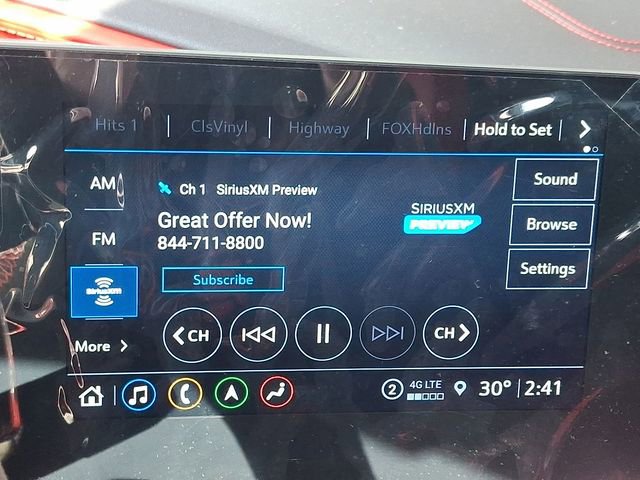 Hits 1 ClsVinyl Highway FOXHdlns Hold to Set
AM
Ch 1 SiriusXM Preview
Sound
SIRIUSXM
PREVIEW
Great Offer Now!
844-711-8800
FM
Browse
Subscribe
Settings
SiriusXM
CH CH
More
2 4G LTE 30° 2:41